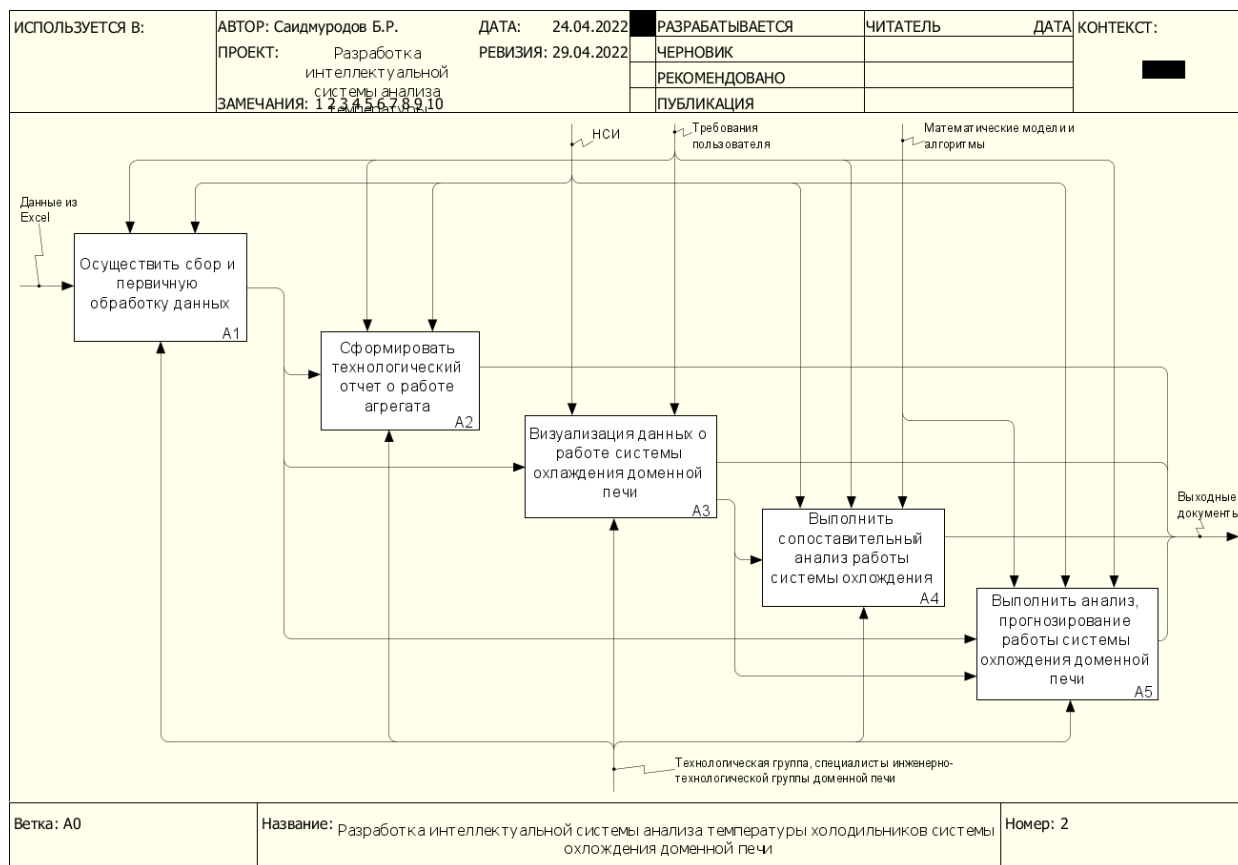 ИСПОЛЬЗУЕТСЯ В:
АВТОР: Саидмуродов Б.Р.
ДАТА: 24.04.2022
РАЗРАБАТЫВАЕТСЯ
ЧИТАТЕЛЬ
ДАТА
КОНТЕКСТ:
ПРОЕКТ: Разработка
интеллектуальной
системы анализа
температуры
РЕВИЗИЯ: 29.04.2022
ЧЕРНОВИК
РЕКОМЕНДОВАНО
ЗАМЕЧАНИЯ: 1 2 3 4 5 6 7 8 9 10
ПУБЛИКАЦИЯ
НСИ
Требования
пользователя
Математические модели и
алгоритмы
Данные из
Excel
Осуществить сбор и
первичную
обработку данных
A1
Сформировать
технологический
отчет о работе
агрегата
A2
Визуализация данных о
работе системы
охлаждения доменной
печи
A3
Выполнить
сопоставительный
анализ работы
системы охлождения
A4
Выходные
документы
Выполнить анализ,
прогнозирование
работы системы
охлождения доменной
печи
A5
Технологическая группа, специалисты инженерно-
технологической группы доменной печи
Ветка: A0
Название: Разработка интеллектуальной системы анализа температуры холодильников системы
охлождения доменной печи
Номер: 2